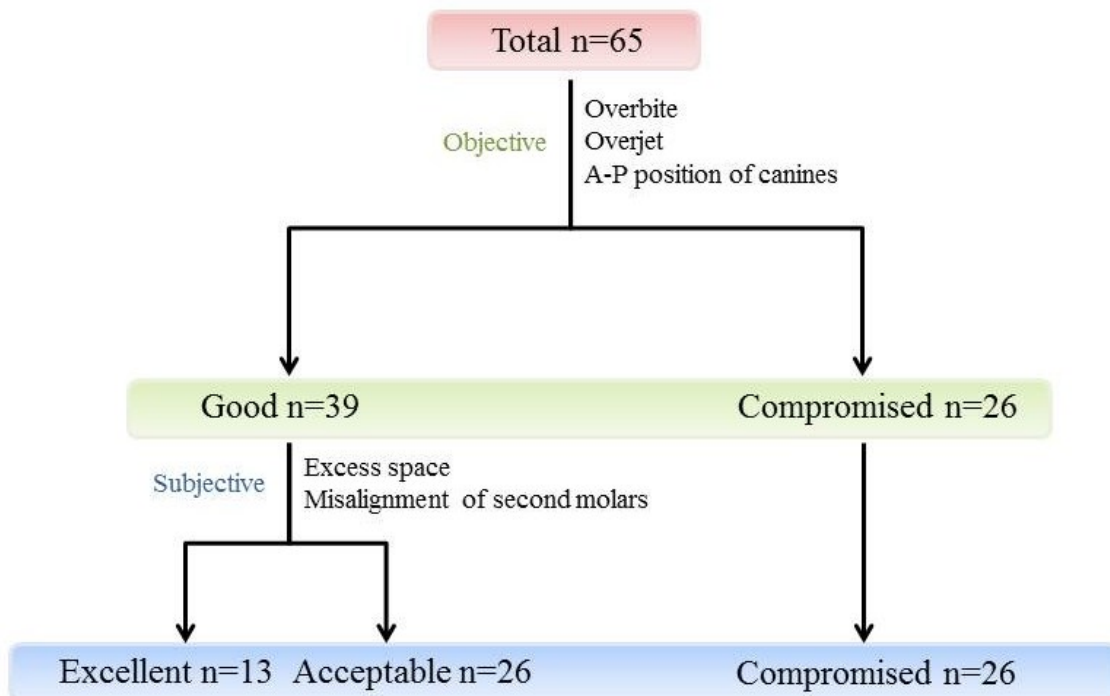 Total n=65
Objective
Overbite
Overjet
A-P position of canines
Good n=39
Compromised n=26
Subjective
Excess space
Misalignment of second molars
Excellent n=13
Acceptable n=26
Compromised n=26